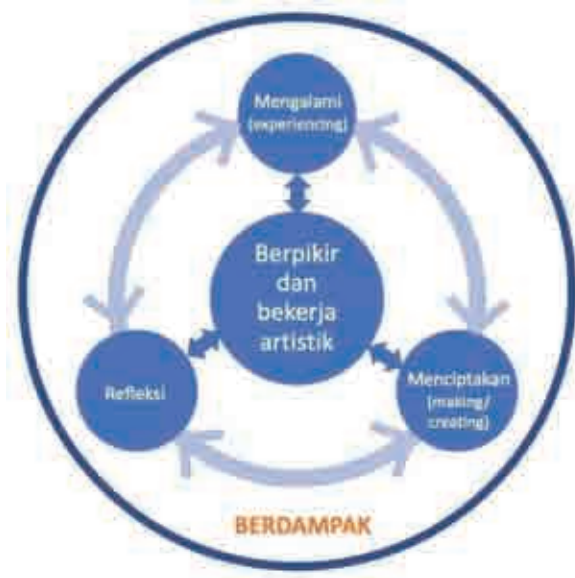 Mengalami
(experiencing)
Berpikir
dan
bekerja
artistik
Refleksi
Menciptakan
(making/
creating)
BERDAMPAK